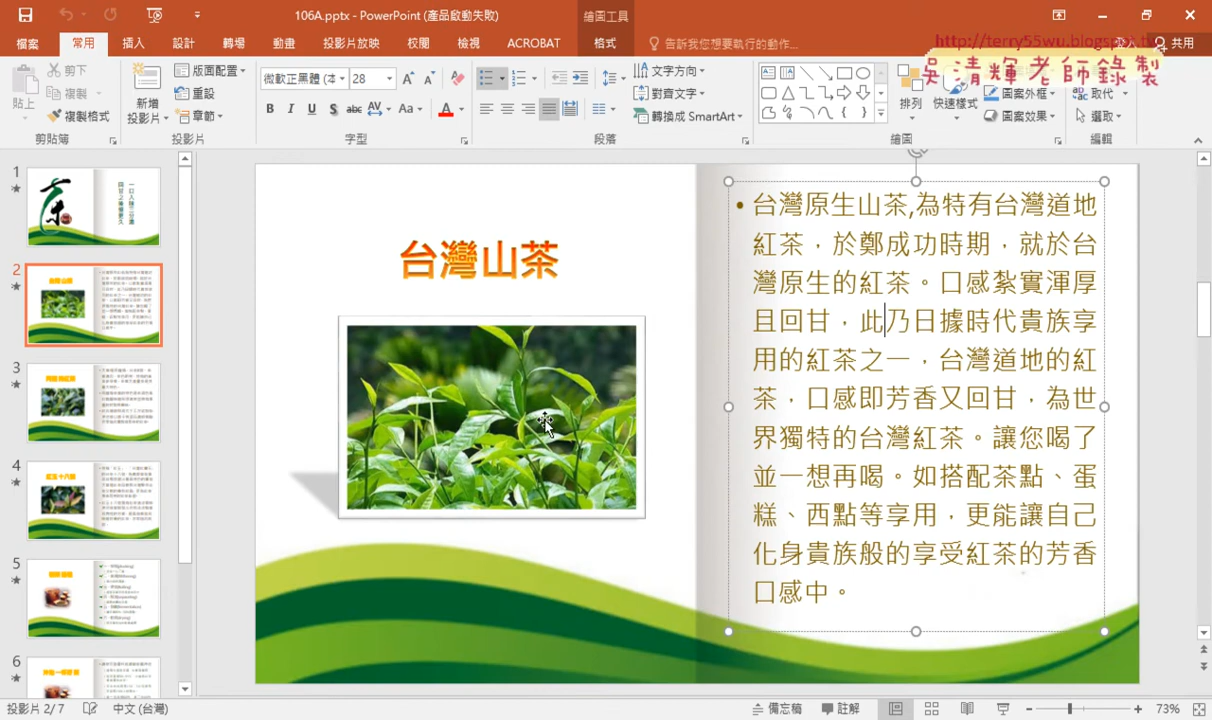 106A.pptx - PowerPoint (產品啟動失敗)
繪圖工具
檔案 常用 插入 設計 轉場 動畫 投影片放映 校閱 檢視 ACROBAT 格式 告訴我您想要執行的動作... 登入 共用
http://terry55wu.blogspot.t
吳清輝老師錄製
貼上
剪下
複製
複製格式
剪貼簿
新增
投影片
版面配置
重設
章節
投影片
微軟正黑體 (本 28
B I U S abc AV Aa A
字型
段落
文字方向
對齊文字
轉換成 SmartArt
排列
快速樣式
圖案外框
圖案效果
繪圖
取代
選取
編輯
1
2
3
4
5
6
台灣山茶
台灣原生山茶,為特有台灣道地
紅茶，於鄭成功時期，就於台
灣原生的紅茶。口感紮實渾厚
且回甘，此乃日據時代貴族享
用的紅茶之一，台灣道地的紅
茶，口感即芳香又回甘，為世
界獨特的台灣紅茶。讓您喝了
並一想再喝。如搭配茶點、蛋
糕、西點等享用，更能讓自己
化身貴族般的享受紅茶的芳香
口感中。
投影片 2/7 中文 (台灣) 備忘稿 註解 73%